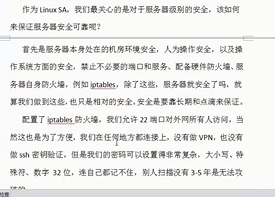 作为 Linux SA，我们最关心的是对于服务器级别的安全，该如何
来保证服务器安全可靠呢？
首先是服务器本身处在的机房环境安全，人为操作安全，以及操
作系统方面的安全，禁止不必要的端口和服务、配备硬件防火墙、服
务器自身防火墙，例如 iptables，除了这些，服务器就安全了吗，就
算我们做到这些，也只是相对的安全，安全是要靠长期和点滴来保证。
配置了 iptables 防火墙，我们允许 22 端口对外网所有人访问，当
然这也是为了方便，我们在任何地方都连接上，没有做 VPN，也没有
做 ssh 密钥验证，但是我们的密码可以设置得非常复杂，大小写、特
殊符、数字 32 位，连自己都记不住，别人扫描没有 3-5 年是无法攻